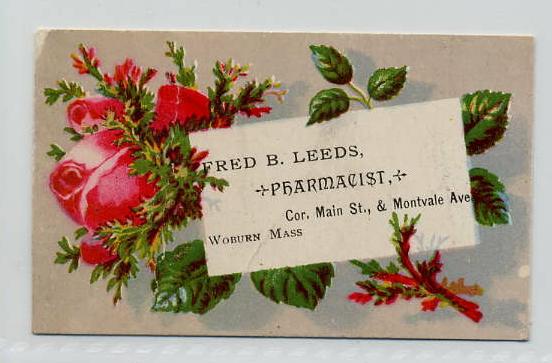 FRED B. LEEDS,
PHARMACIST,
Cor. Main St., & Montvale Ave
WOBURN MASS